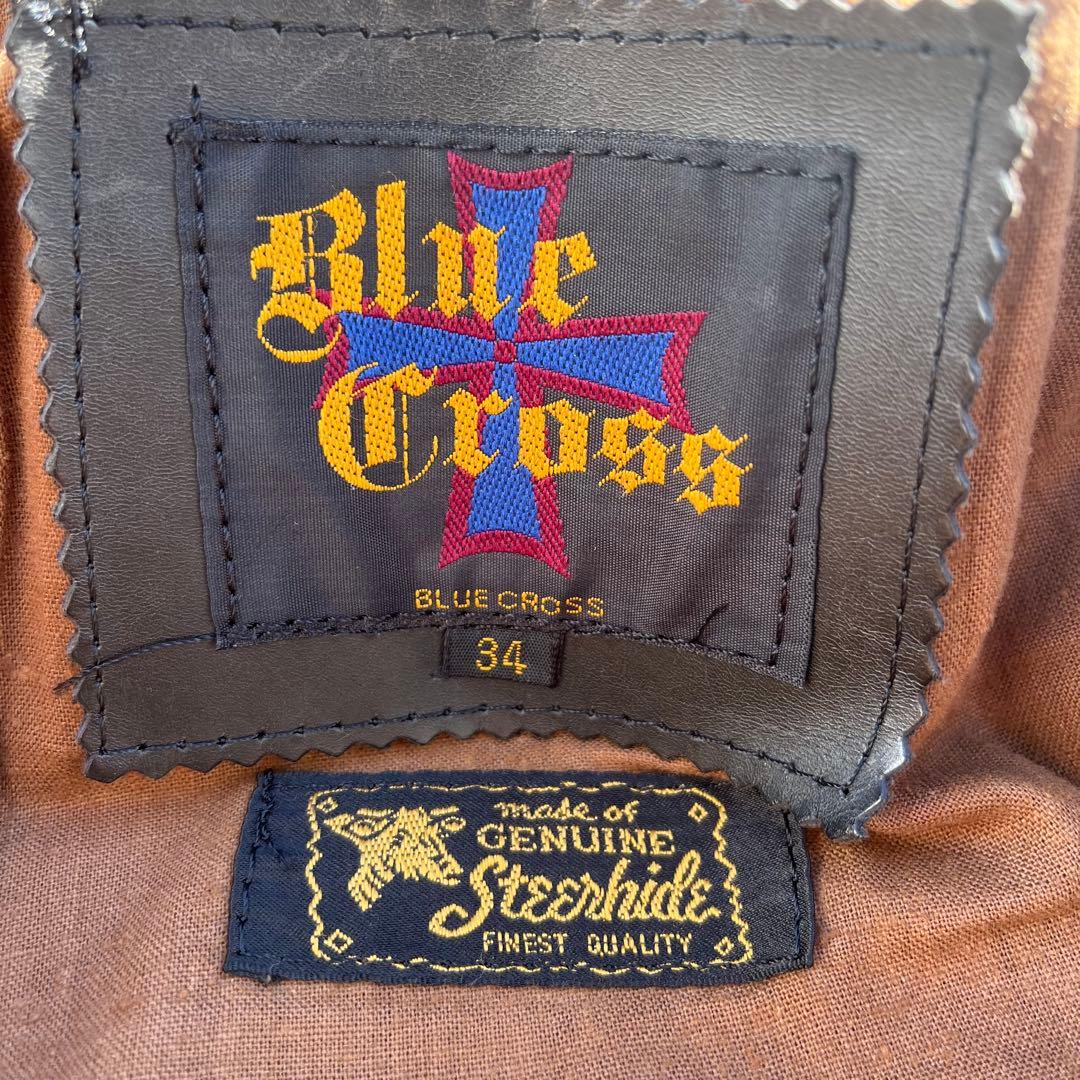 Blue
Cross
BLUE CROSS
34
made of
GENUINE
Steerhide
FINEST QUALITY